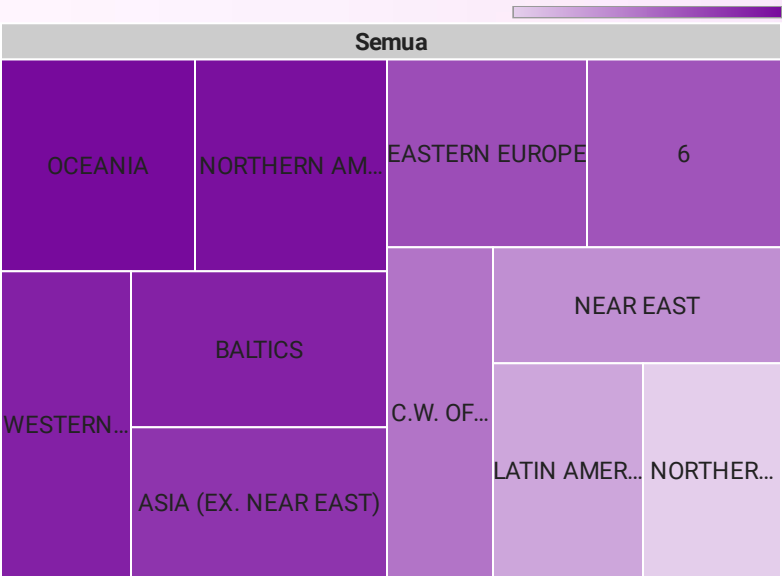 Semua
OCEANIA
NORTHERN AM...
EASTERN EUROPE
6
WESTERN...
BALTICS
ASIA (EX. NEAR EAST)
C.W. OF...
NEAR EAST
LATIN AMER...
NORTHER...